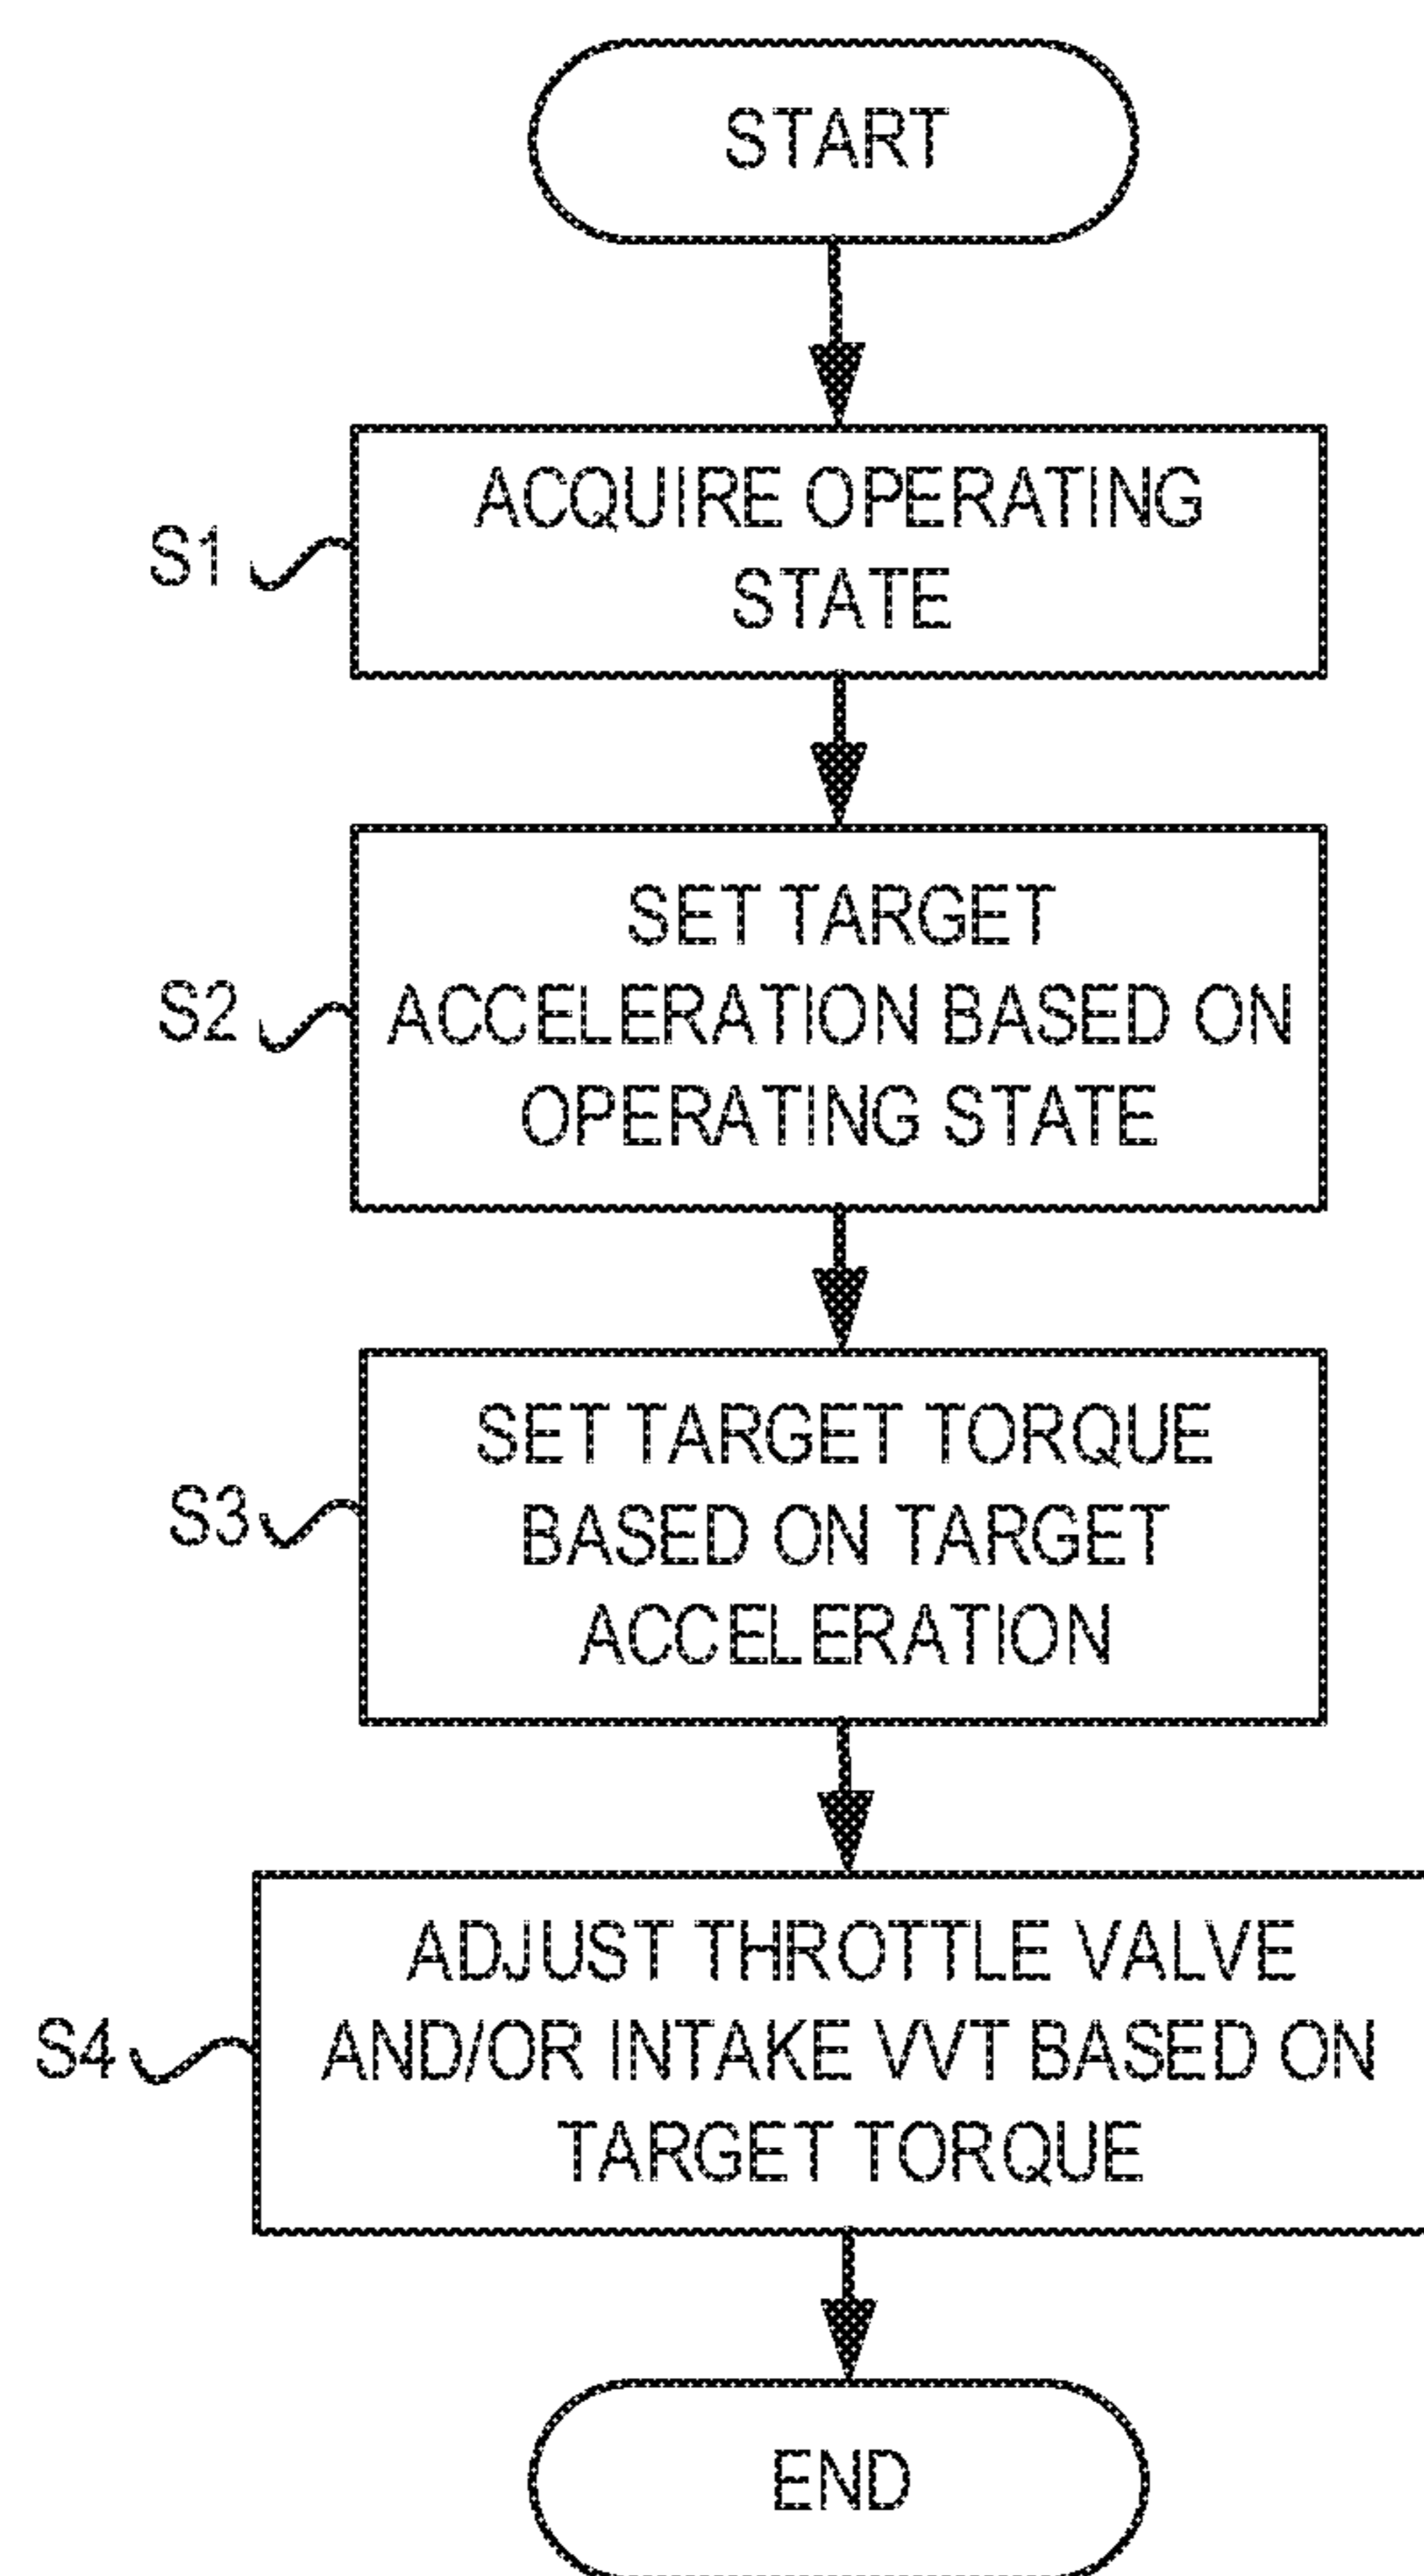 START
S1
ACQUIRE OPERATING
STATE
S2
SET TARGET
ACCELERATION BASED ON
OPERATING STATE
S3
SET TARGET TORQUE
BASED ON TARGET
ACCELERATION
S4
ADJUST THROTTLE VALVE
AND/OR INTAKE VVT BASED ON
TARGET TORQUE
END